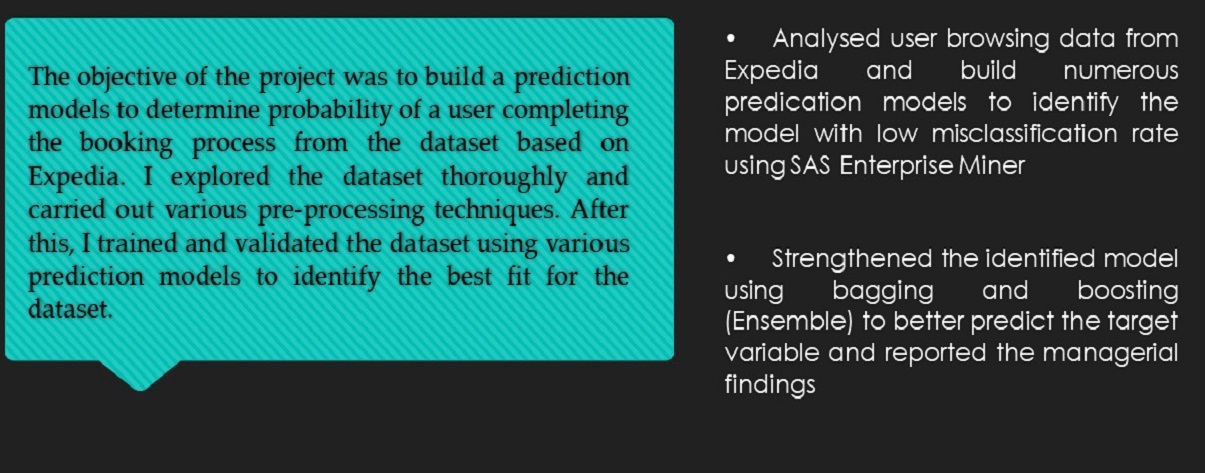 The objective of the project was to build a prediction
models to determine probability of a user completing
the booking process from the dataset based on
Expedia. I explored the dataset thoroughly and
carried out various pre-processing techniques. After
this, I trained and validated the dataset using various
prediction models to identify the best fit for the
dataset.
• Analysed user browsing data from
Expedia and build numerous
predication models to identify the
model with low misclassification rate
using SAS Enterprise Miner
• Strengthened the identified model
using bagging and boosting
(Ensemble) to better predict the target
variable and reported the managerial
findings